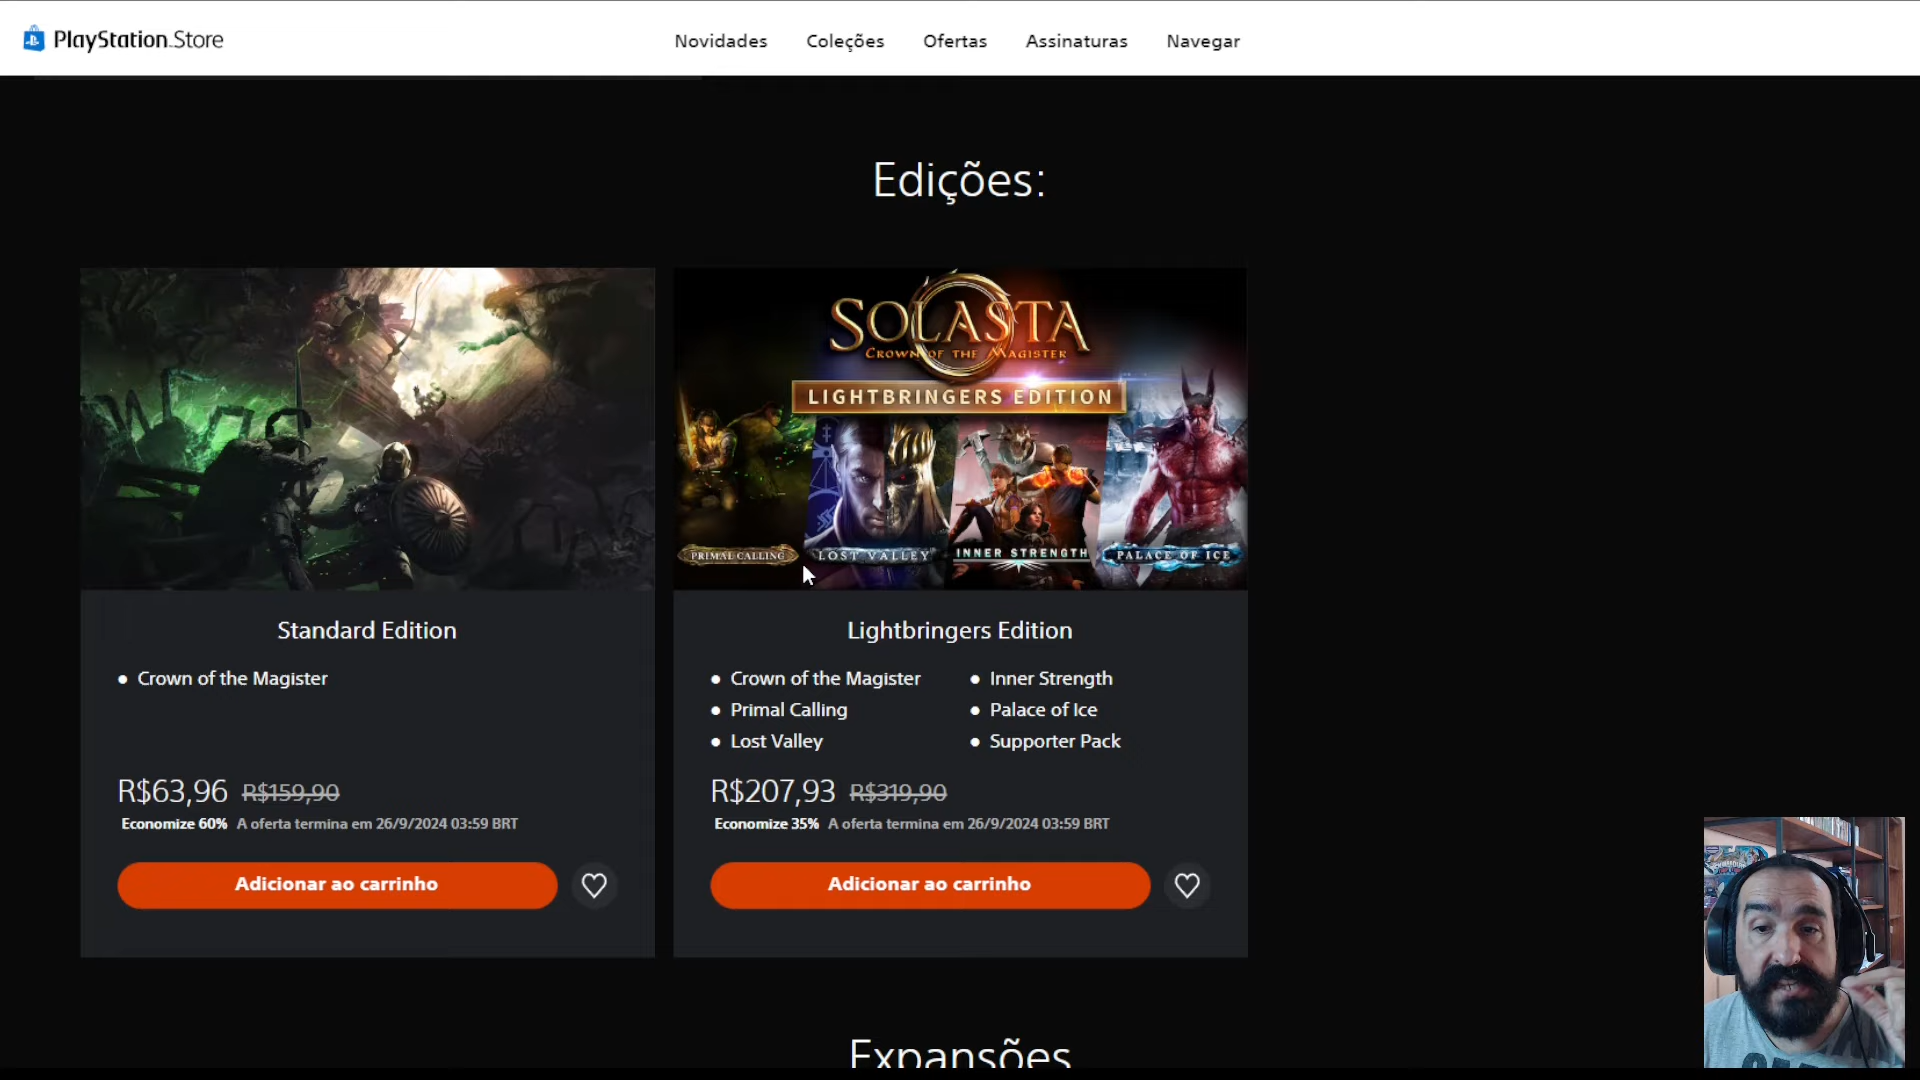 PlayStation Store
Novidades
Coleções
Ofertas
Assinaturas
Navegar
Edições:
SOLASTA
CROWN OF THE MAGISTER
LIGHTBRINGERS EDITION
PRIMAL CALLING
LOST VALLEY
INNER STRENGTH
PALACE OF ICE
Standard Edition
• Crown of the Magister
R$63,96 R$159,90
Economize 60% A oferta termina em 26/9/2024 03:59 BRT
Adicionar ao carrinho
Lightbringers Edition
• Crown of the Magister
• Primal Calling
• Lost Valley
• Inner Strength
• Palace of Ice
• Supporter Pack
R$207,93 R$319,90
Economize 35% A oferta termina em 26/9/2024 03:59 BRT
Adicionar ao carrinho
Expansões